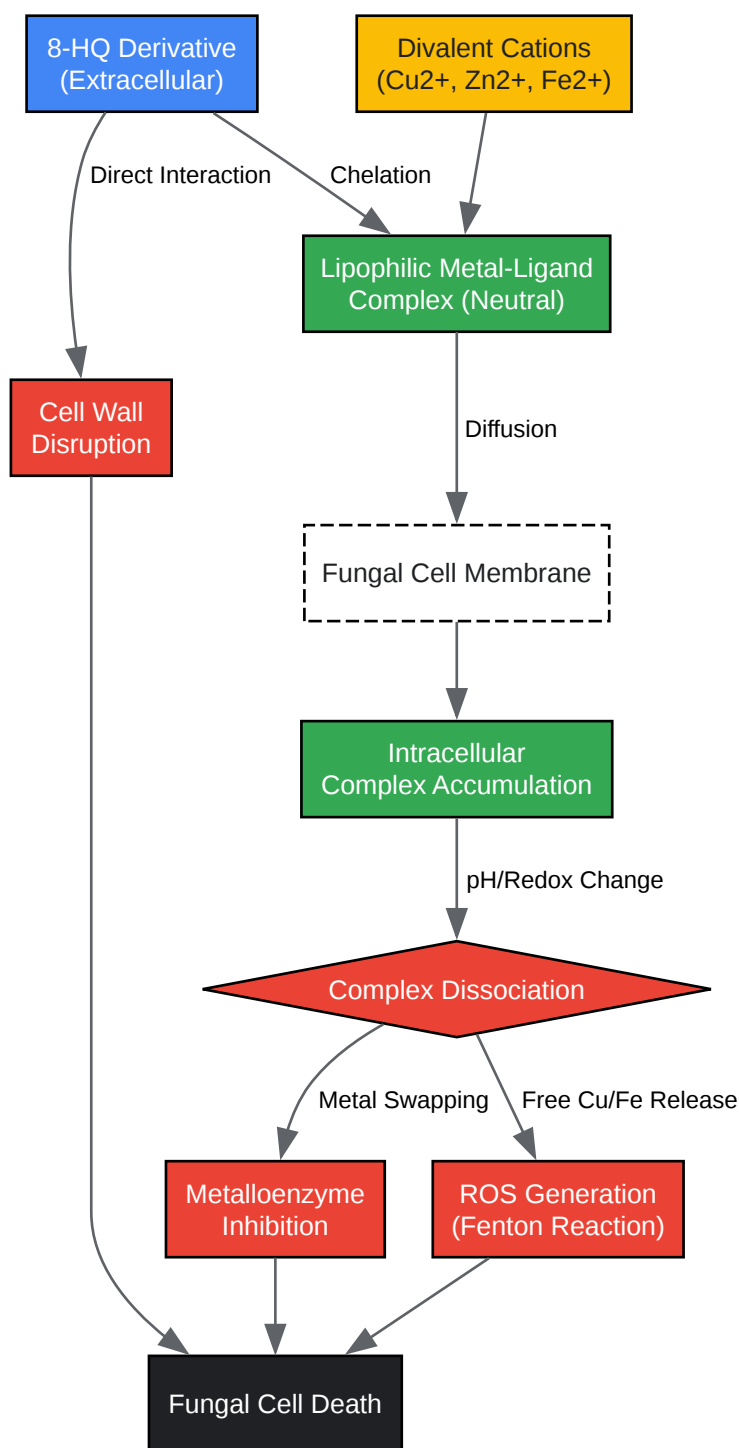 8-HQ Derivative
(Extracellular)
Divalent Cations
(Cu2+, Zn2+, Fe2+)
Direct Interaction
Chelation
Lipophilic Metal-Ligand
Complex (Neutral)
Cell Wall
Disruption
Diffusion
Fungal Cell Membrane
Intracellular
Complex Accumulation
pH/Redox Change
Complex Dissociation
Metal Swapping
Free Cu/Fe Release
Metalloenzyme
Inhibition
ROS Generation
(Fenton Reaction)
Fungal Cell Death